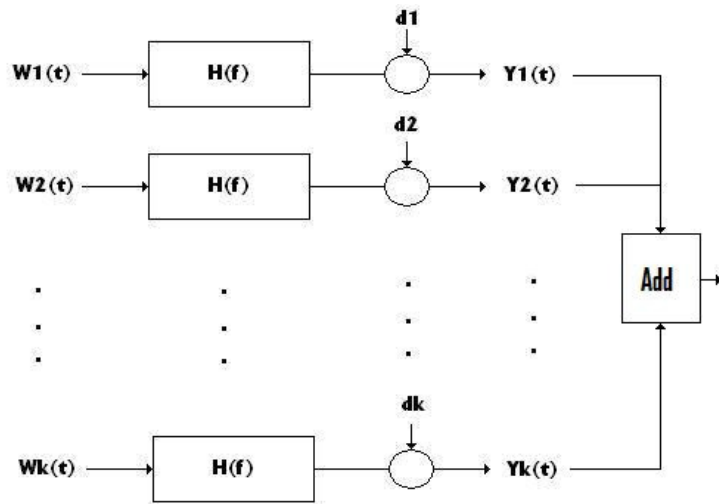 d1
W1(t) H(f) Y1(t)
d2
W2(t) H(f) Y2(t)
Add
dk
Wk(t) H(f) Yk(t)